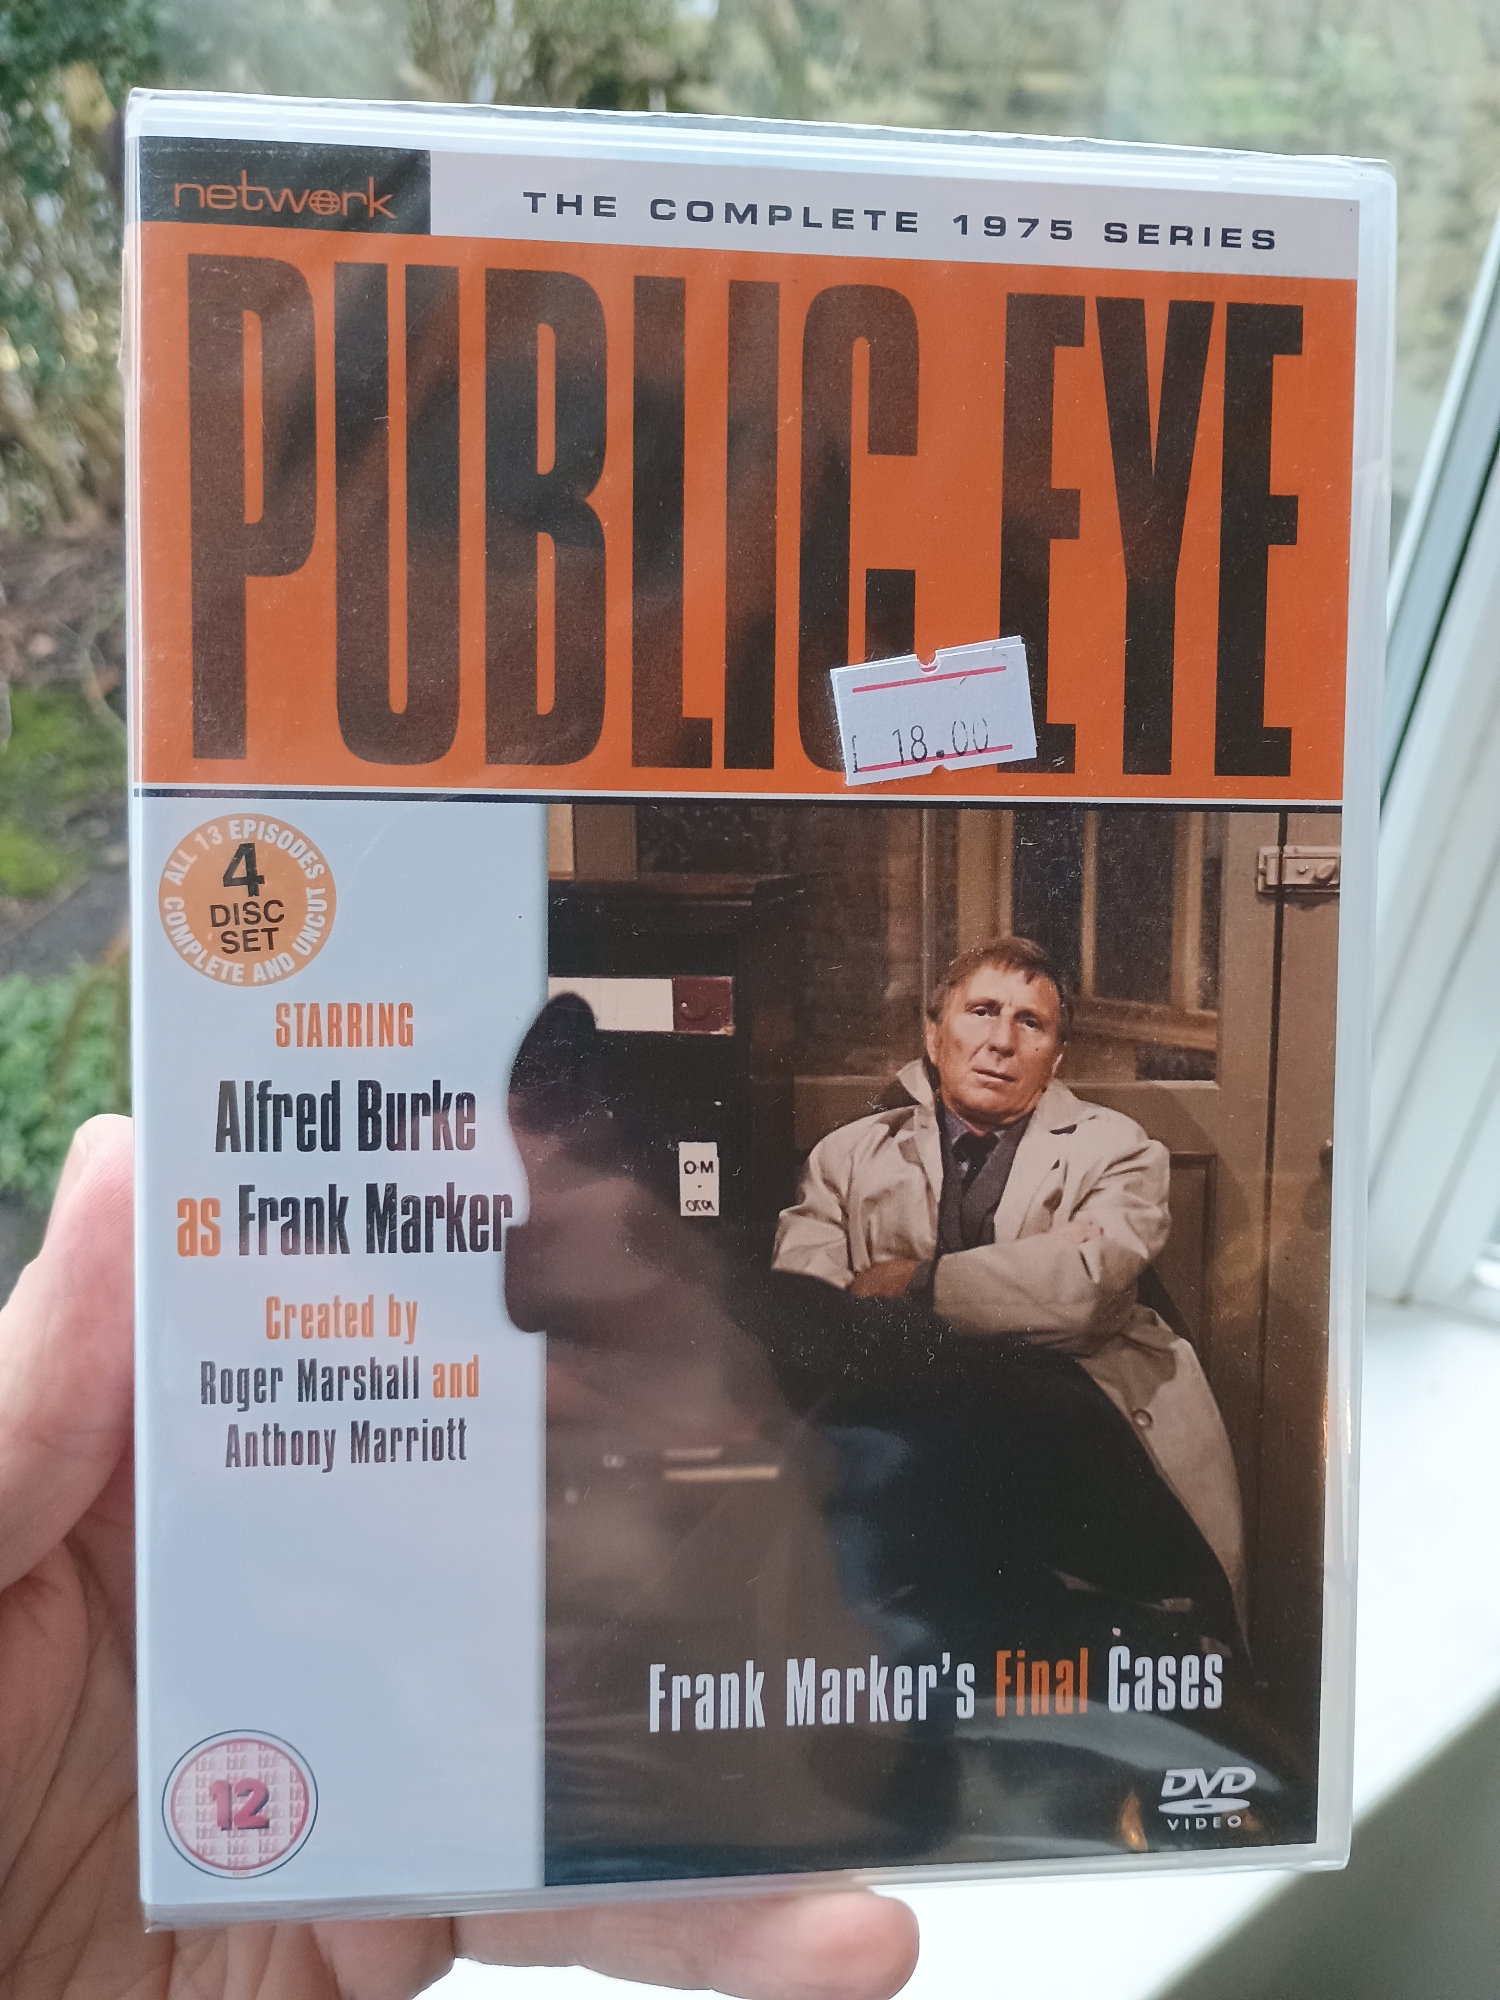 network
THE COMPLETE 1975 SERIES
PUBLIC EYE
£ 18.00
ALL 13 EPISODES
4
DISC
SET
COMPLETE AND UNCUT
STARRING
Alfred Burke
as Frank Marker
Created by
Roger Marshall and
Anthony Marriott
Frank Marker's Final Cases
12
DVD
VIDEO